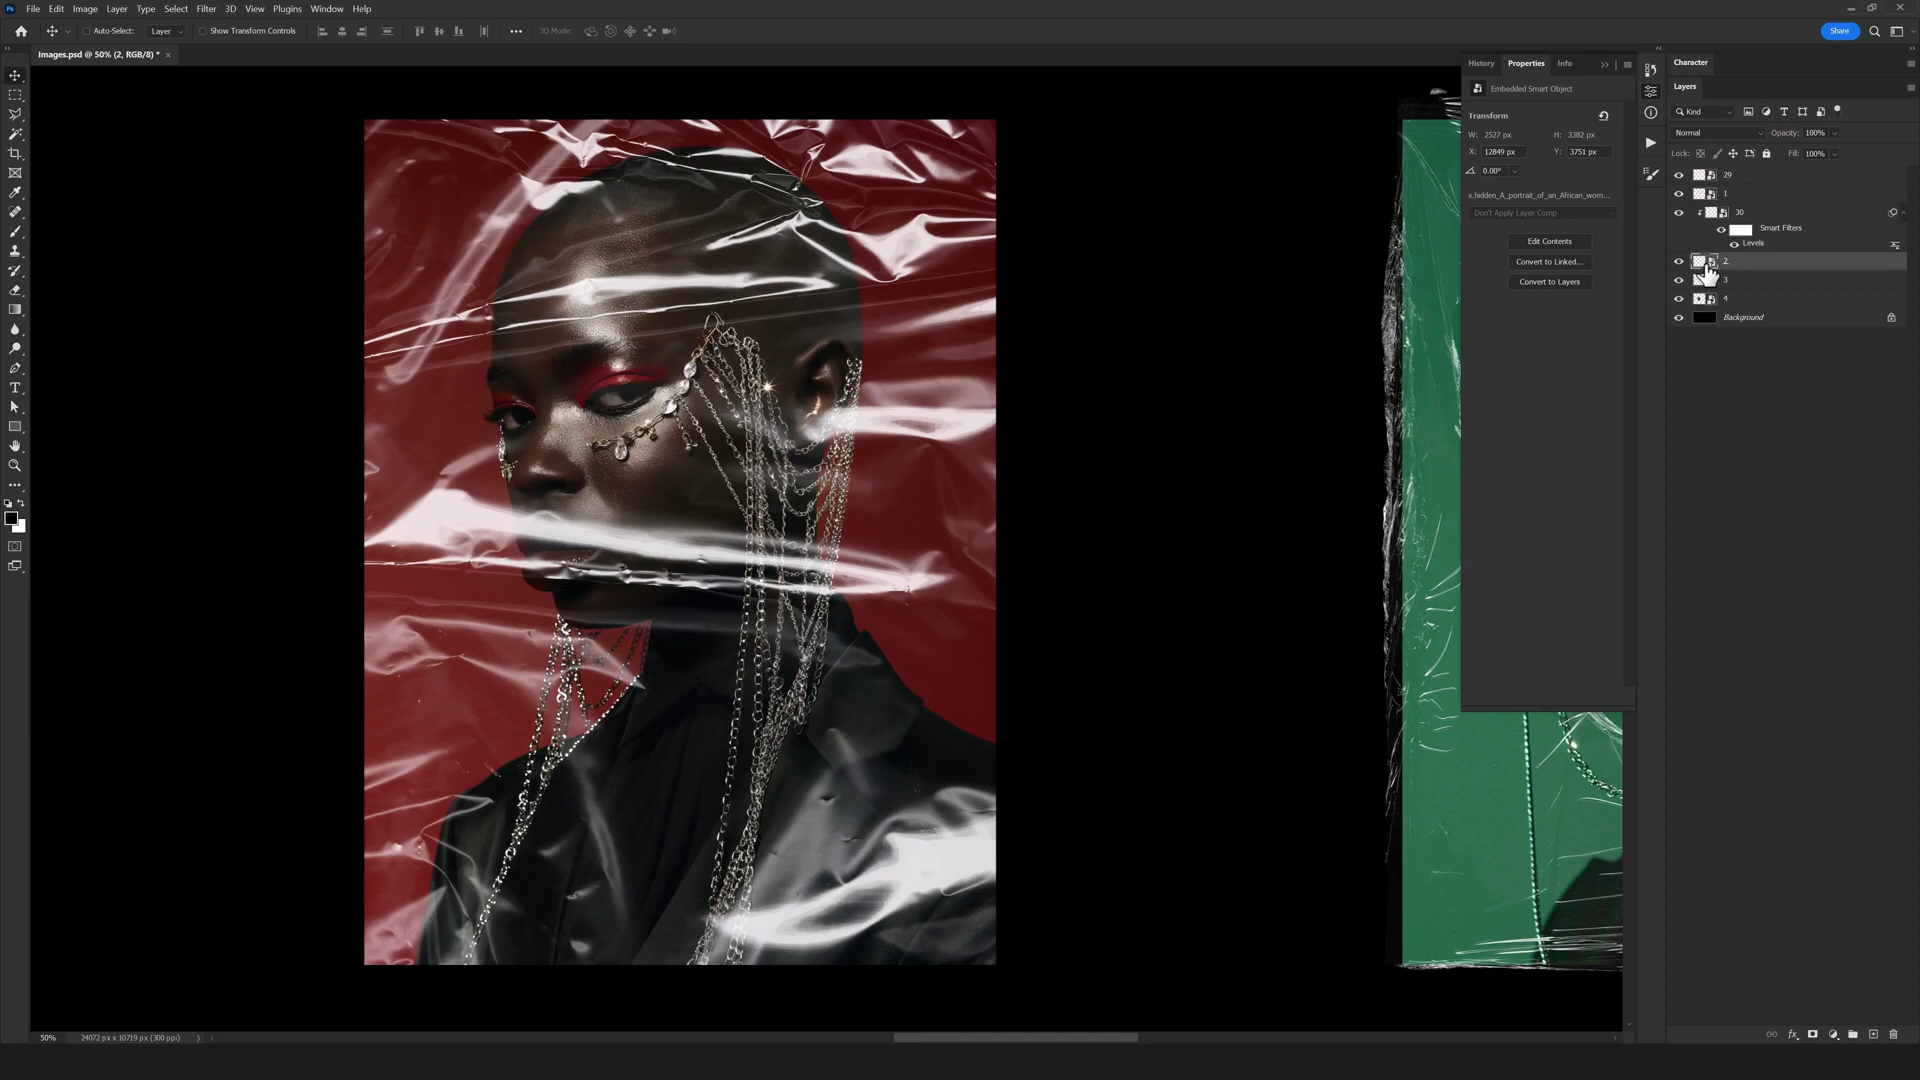 Ps File Edit Image Layer Type Select Filter 3D View Plugins Window Help
Auto-Select: Layer Show Transform Controls 3D Mode: Share
Images.psd @ 50% (2, RGB/8) *
History Properties Info
Embedded Smart Object
Transform
W: 2527 px H: 3382 px
X: 12849 px Y: 3751 px
0.00°
s.hidden_A_portrait_of_an_African_wom...
Don't Apply Layer Comp
Edit Contents
Convert to Linked...
Convert to Layers
Character
Layers
Kind
Normal Opacity: 100%
Lock: Fill: 100%
29
1
30
Smart Filters
Levels
2
3
4
Background
50% 24072 px x 10719 px (300 ppi)